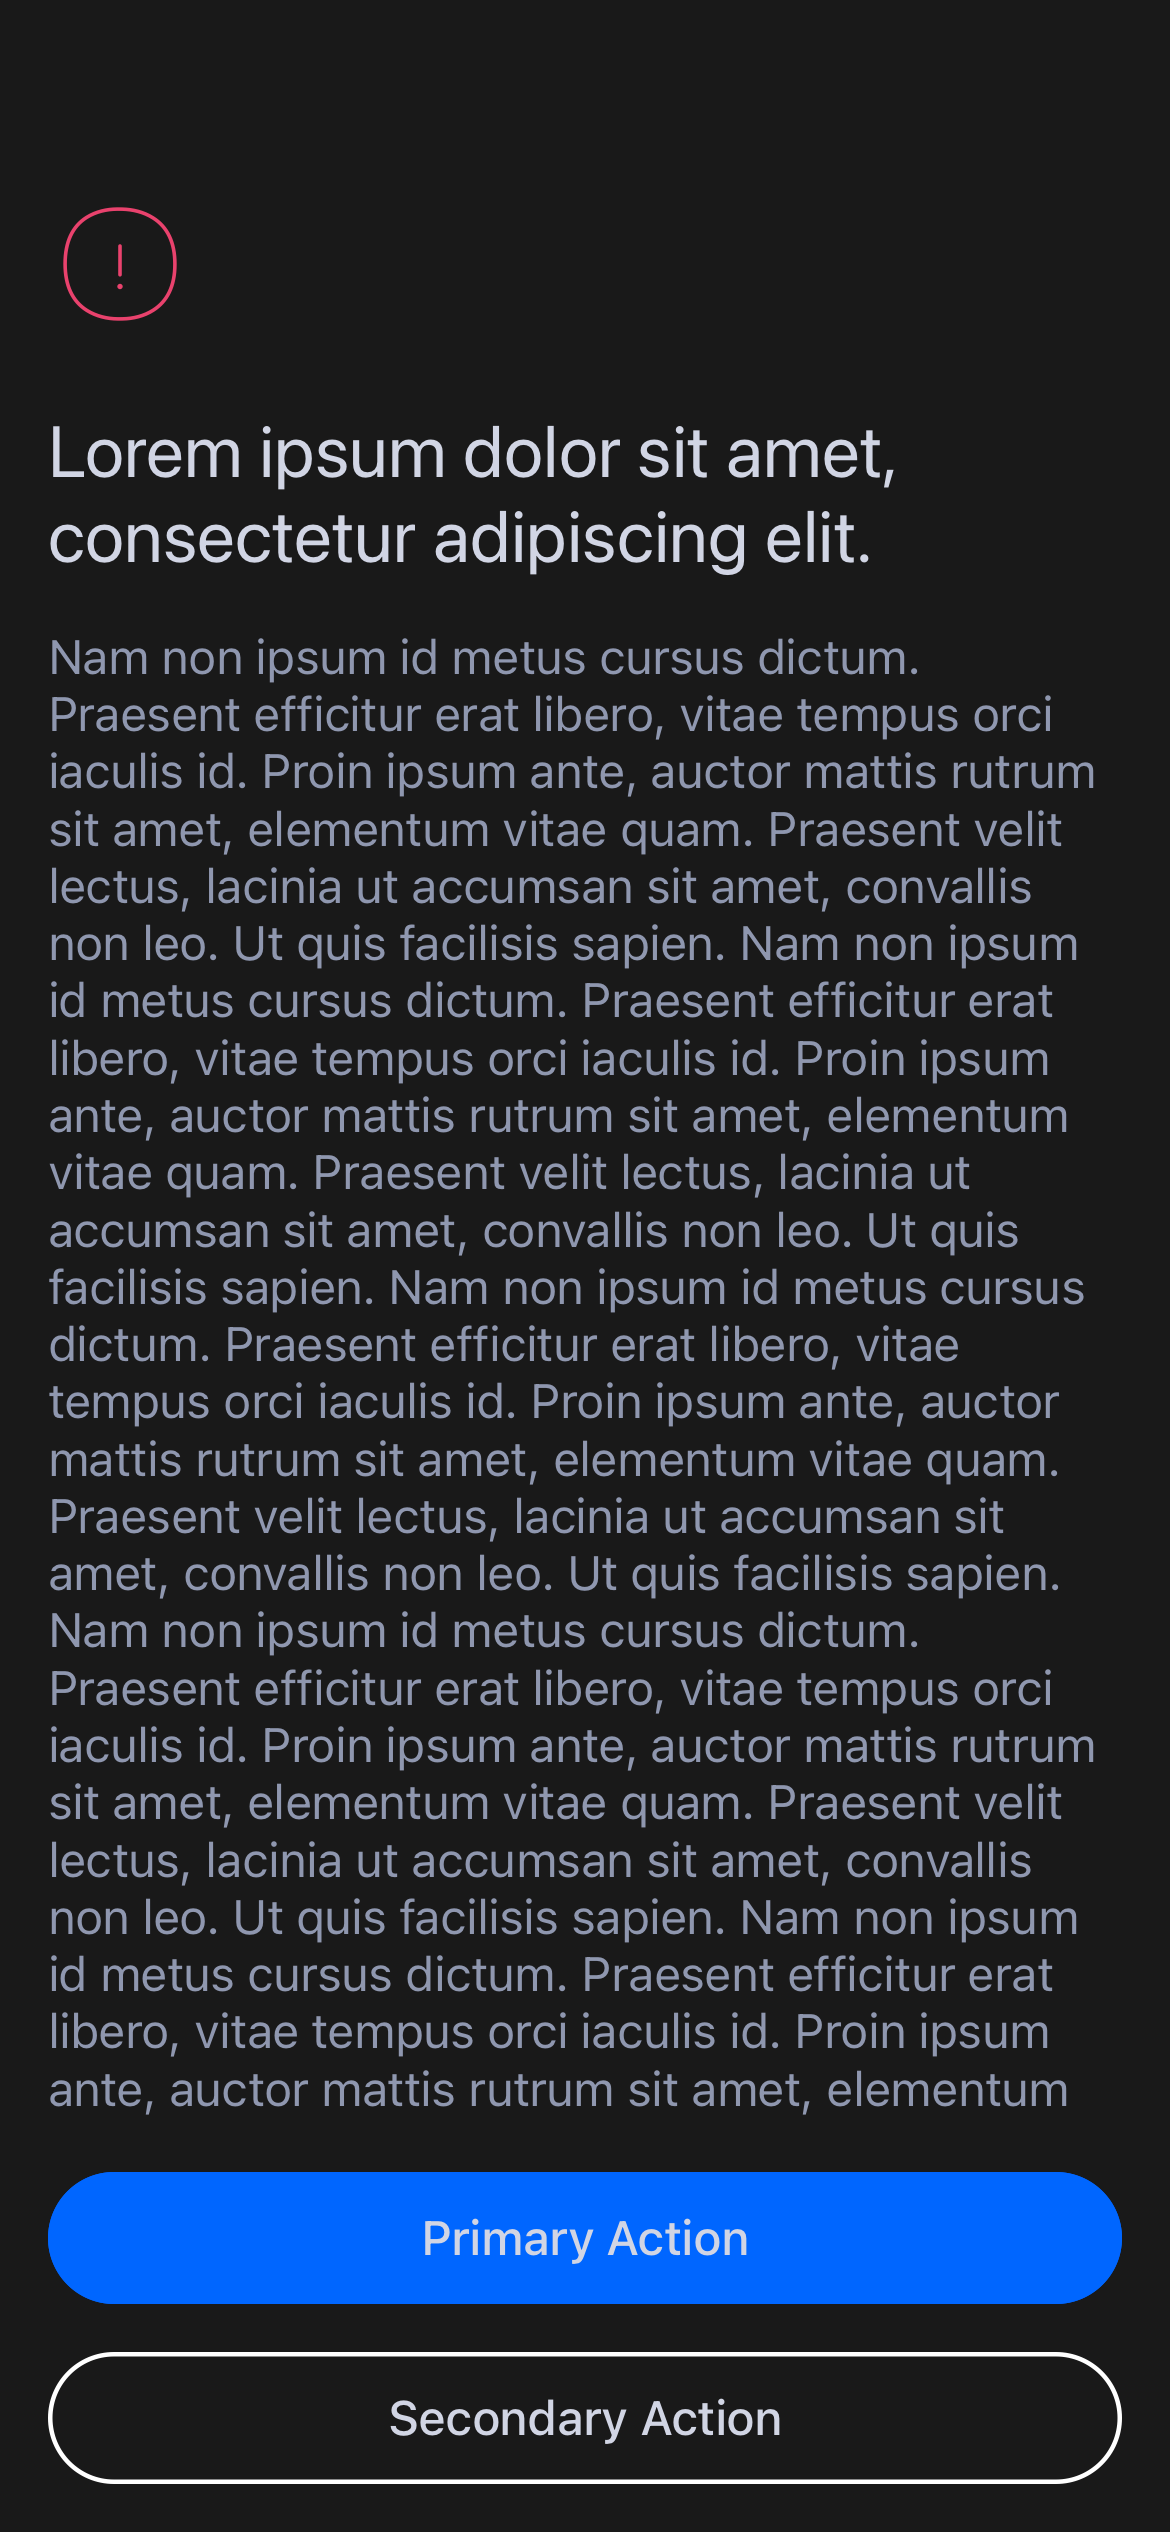 !
Lorem ipsum dolor sit amet,
consectetur adipiscing elit.
Nam non ipsum id metus cursus dictum.
Praesent efficitur erat libero, vitae tempus orci
iaculis id. Proin ipsum ante, auctor mattis rutrum
sit amet, elementum vitae quam. Praesent velit
lectus, lacinia ut accumsan sit amet, convallis
non leo. Ut quis facilisis sapien. Nam non ipsum
id metus cursus dictum. Praesent efficitur erat
libero, vitae tempus orci iaculis id. Proin ipsum
ante, auctor mattis rutrum sit amet, elementum
vitae quam. Praesent velit lectus, lacinia ut
accumsan sit amet, convallis non leo. Ut quis
facilisis sapien. Nam non ipsum id metus cursus
dictum. Praesent efficitur erat libero, vitae
tempus orci iaculis id. Proin ipsum ante, auctor
mattis rutrum sit amet, elementum vitae quam.
Praesent velit lectus, lacinia ut accumsan sit
amet, convallis non leo. Ut quis facilisis sapien.
Nam non ipsum id metus cursus dictum.
Praesent efficitur erat libero, vitae tempus orci
iaculis id. Proin ipsum ante, auctor mattis rutrum
sit amet, elementum vitae quam. Praesent velit
lectus, lacinia ut accumsan sit amet, convallis
non leo. Ut quis facilisis sapien. Nam non ipsum
id metus cursus dictum. Praesent efficitur erat
libero, vitae tempus orci iaculis id. Proin ipsum
ante, auctor mattis rutrum sit amet, elementum
Primary Action
Secondary Action